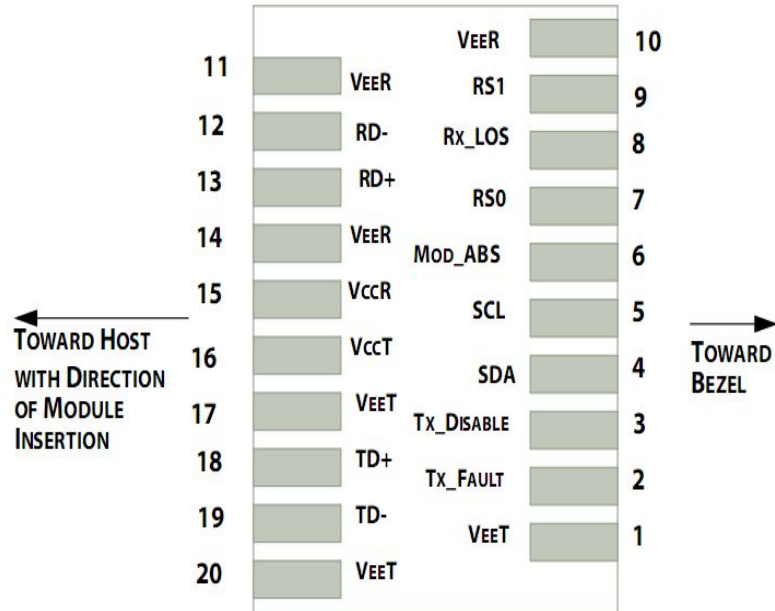 11 VEER
12 RD-
13 RD+
14 VEER
15 VCCR
16 VCCT
17 VEET
18 TD+
19 TD-
20 VEET
VEER 10
RS1 9
RX_LOS 8
RS0 7
MOD_ABS 6
SCL 5
SDA 4
TX_DISABLE 3
TX_FAULT 2
VEET 1
TOWARD HOST
WITH DIRECTION
OF MODULE
INSERTION
TOWARD
BEZEL